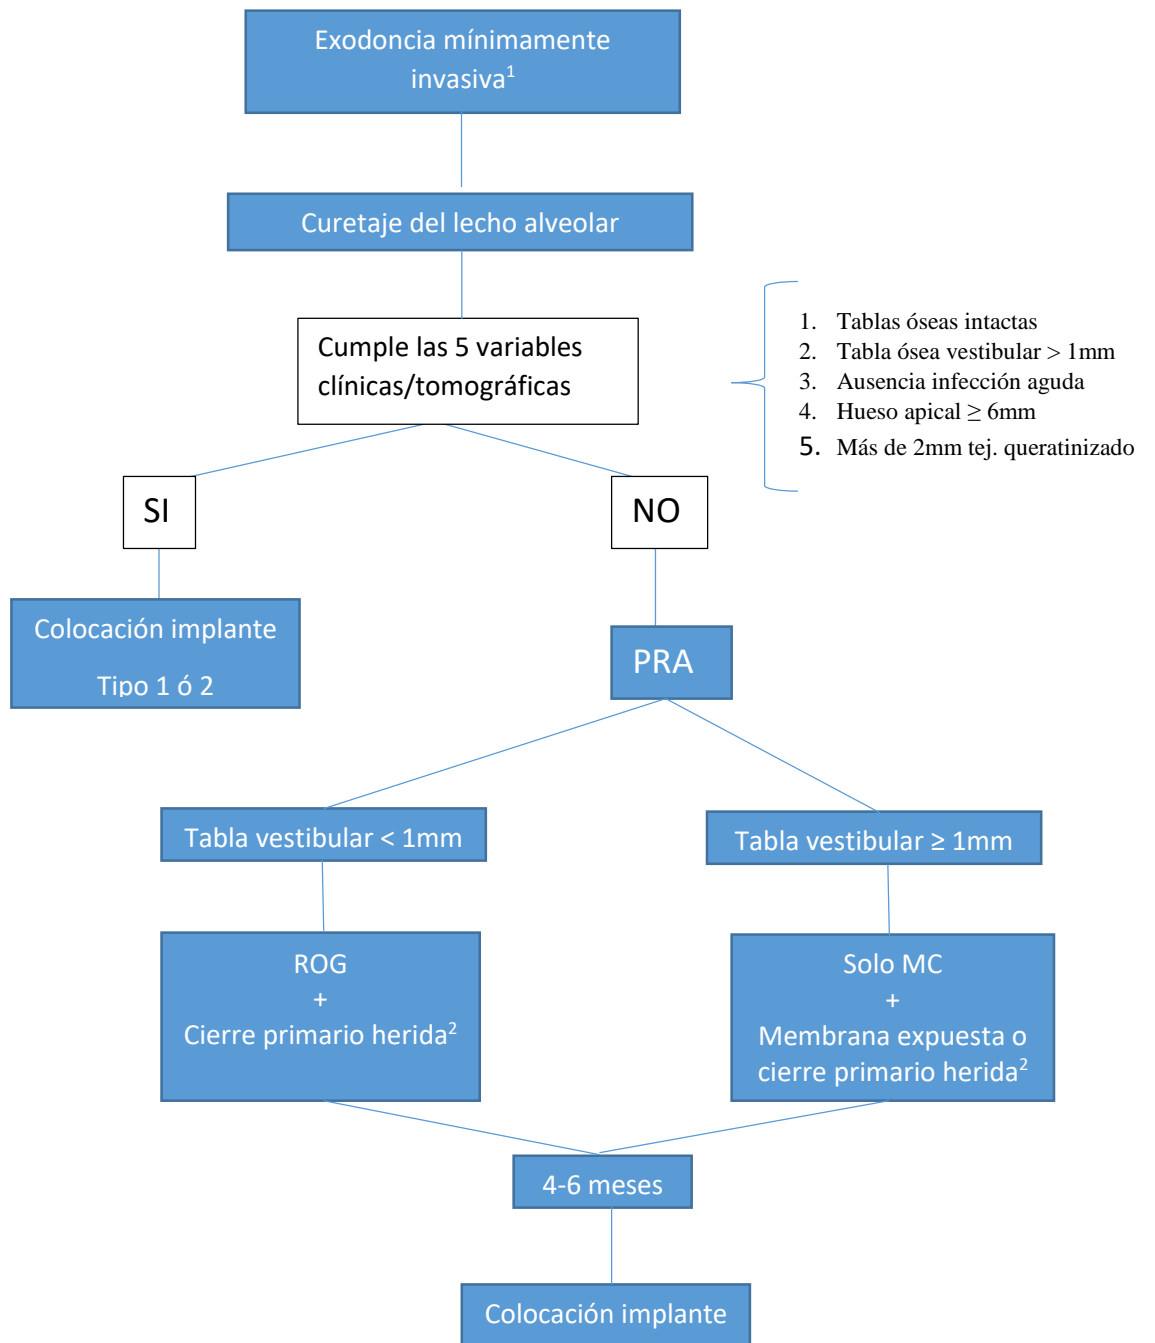 Exodoncia mínimamente
invasiva1
Curetaje del lecho alveolar
Cumple las 5 variables
clínicas/tomográficas
1. Tablas óseas intactas
2. Tabla ósea vestibular > 1mm
3. Ausencia infección aguda
4. Hueso apical ≥ 6mm
5. Más de 2mm tej. queratinizado
SI
NO
Colocación implante
Tipo 1 ó 2
PRA
Tabla vestibular < 1mm
Tabla vestibular ≥ 1mm
ROG
+
Cierre primario herida2
Solo MC
+
Membrana expuesta o
cierre primario herida2
4-6 meses
Colocación implante